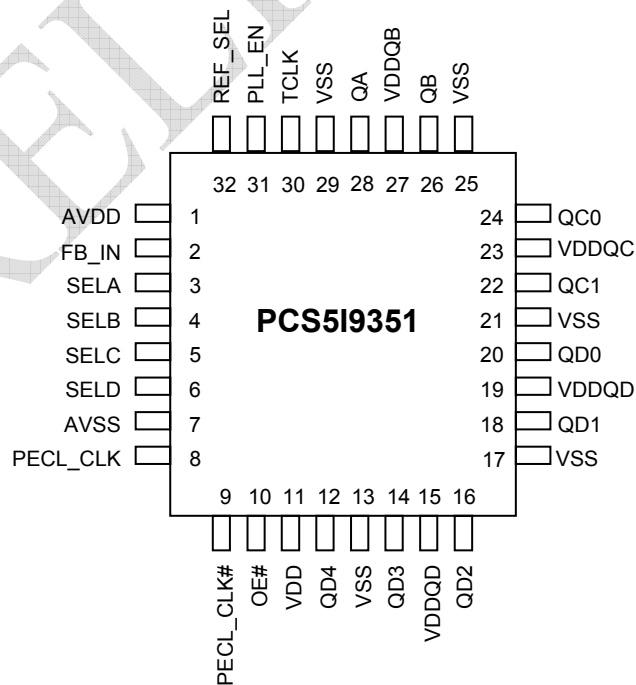 REF_SEL
PLL_EN
TCLK
VSS
QA
VDDQB
QB
VSS
32 31 30 29 28 27 26 25
AVDD 1 24 QC0
FB_IN 2 23 VDDQC
SELA 3 22 QC1
SELB 4 PCS5I9351 21 VSS
SELC 5 20 QD0
SELD 6 19 VDDQD
AVSS 7 18 QD1
PECL_CLK 8 17 VSS
9 10 11 12 13 14 15 16
PECL_CLK#
OE#
VDD
QD4
VSS
QD3
VDDQD
QD2